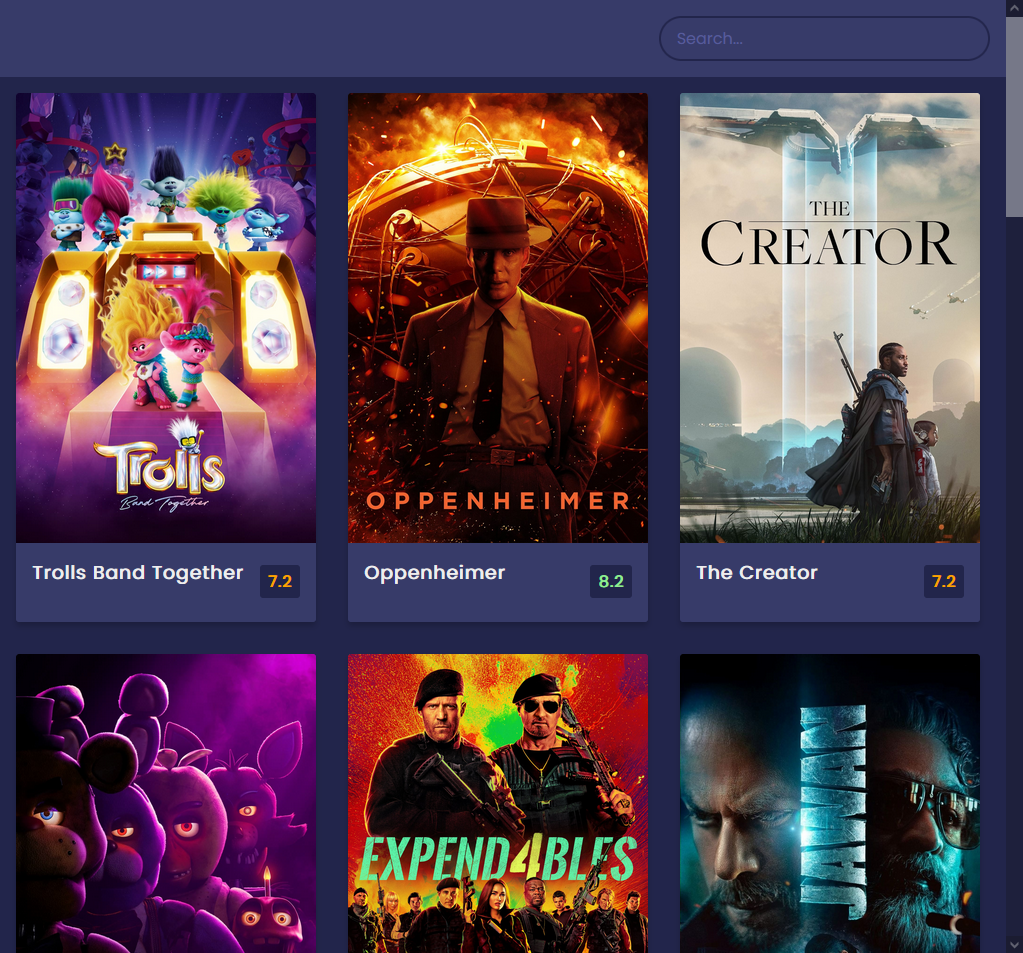 Search...
Trolls
Band Together
OPPENHEIMER
THE
CREATOR
Trolls Band Together
7.2
Oppenheimer
8.2
The Creator
7.2
EXPEND4BLES
JAWAN